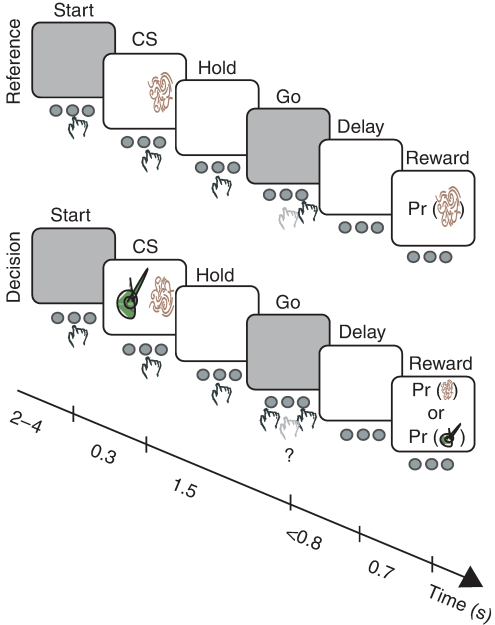 Reference
Start
CS
Hold
Go
Delay
Reward
Pr ( )
Decision
Start
CS
Hold
Go
Delay
Reward
Pr ( )
or
Pr ( )
?
2–4
0.3
1.5
<0.8
0.7
Time (s)